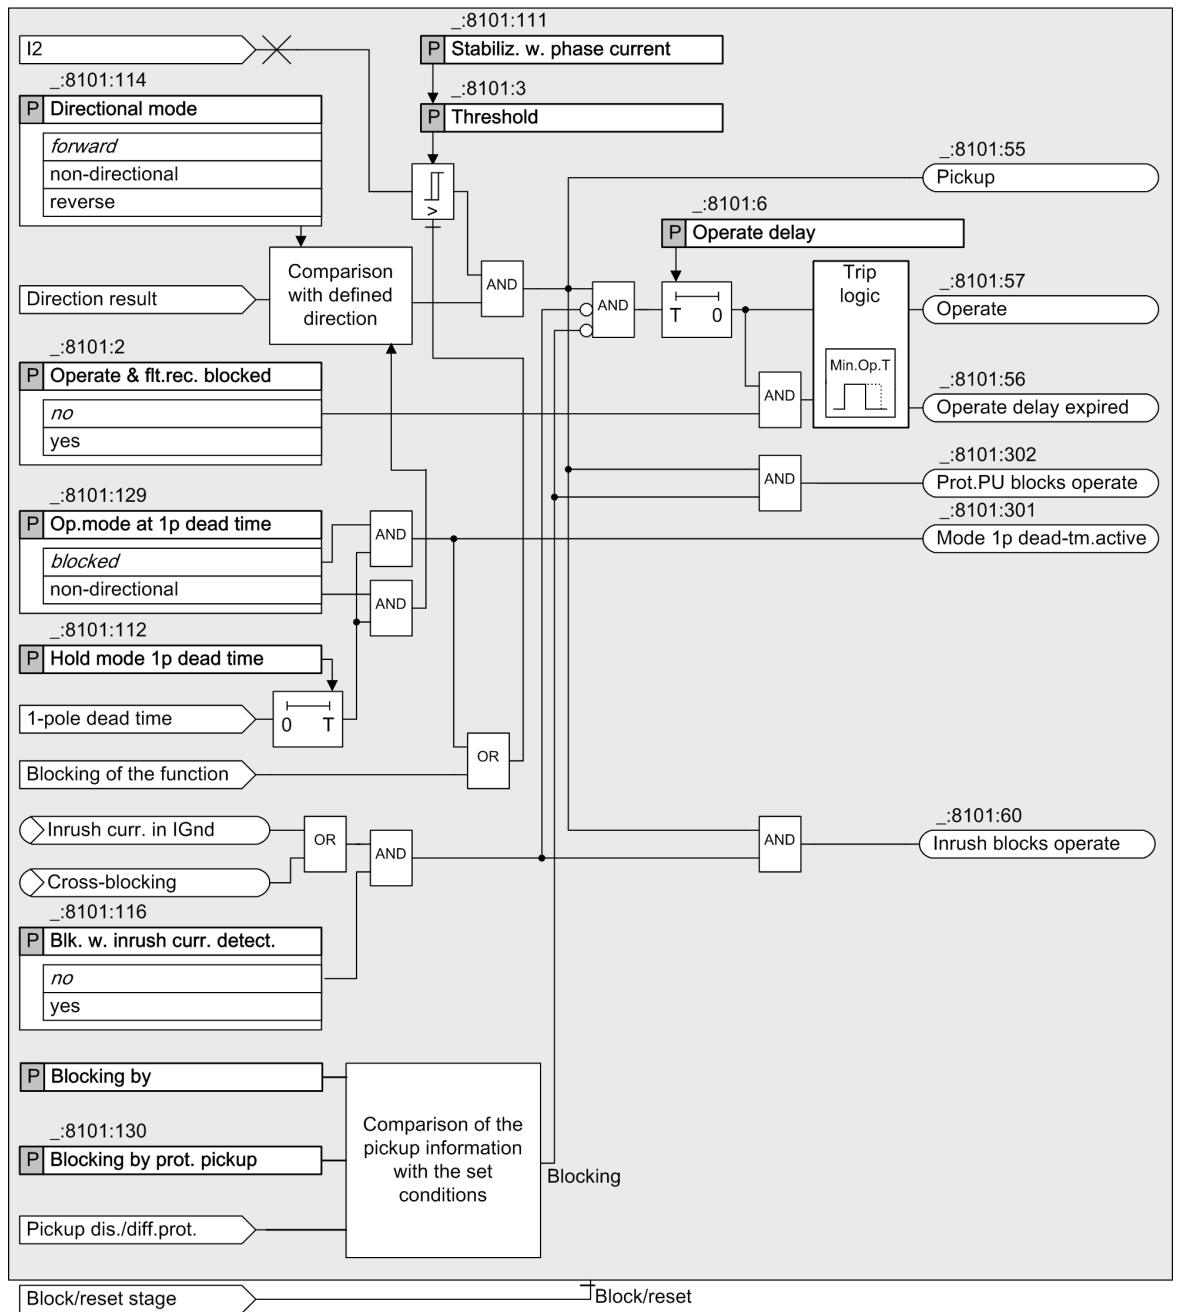 _:8101:111
I2
P Stabiliz. w. phase current
_:8101:114
_:8101:3
P Directional mode
P Threshold
forward
non-directional
reverse
_:8101:55
Pickup
>
_:8101:6
P Operate delay
Comparison
with defined
direction
Direction result
AND
AND
T 0
Trip
logic
_:8101:57
Operate
_:8101:2
P Operate & flt.rec. blocked
no
yes
Min.Op.T
AND
_:8101:56
Operate delay expired
_:8101:302
AND
Prot.PU blocks operate
_:8101:129
_:8101:301
P Op.mode at 1p dead time
AND
Mode 1p dead-tm.active
blocked
non-directional
AND
_:8101:112
P Hold mode 1p dead time
1-pole dead time
0 T
OR
Blocking of the function
_:8101:60
Inrush curr. in IGnd
OR
AND
AND
Inrush blocks operate
Cross-blocking
_:8101:116
P Blk. w. inrush curr. detect.
no
yes
P Blocking by
_:8101:130
P Blocking by prot. pickup
Comparison of the
pickup information
with the set
conditions
Blocking
Pickup dis./diff.prot.
Block/reset stage
Block/reset